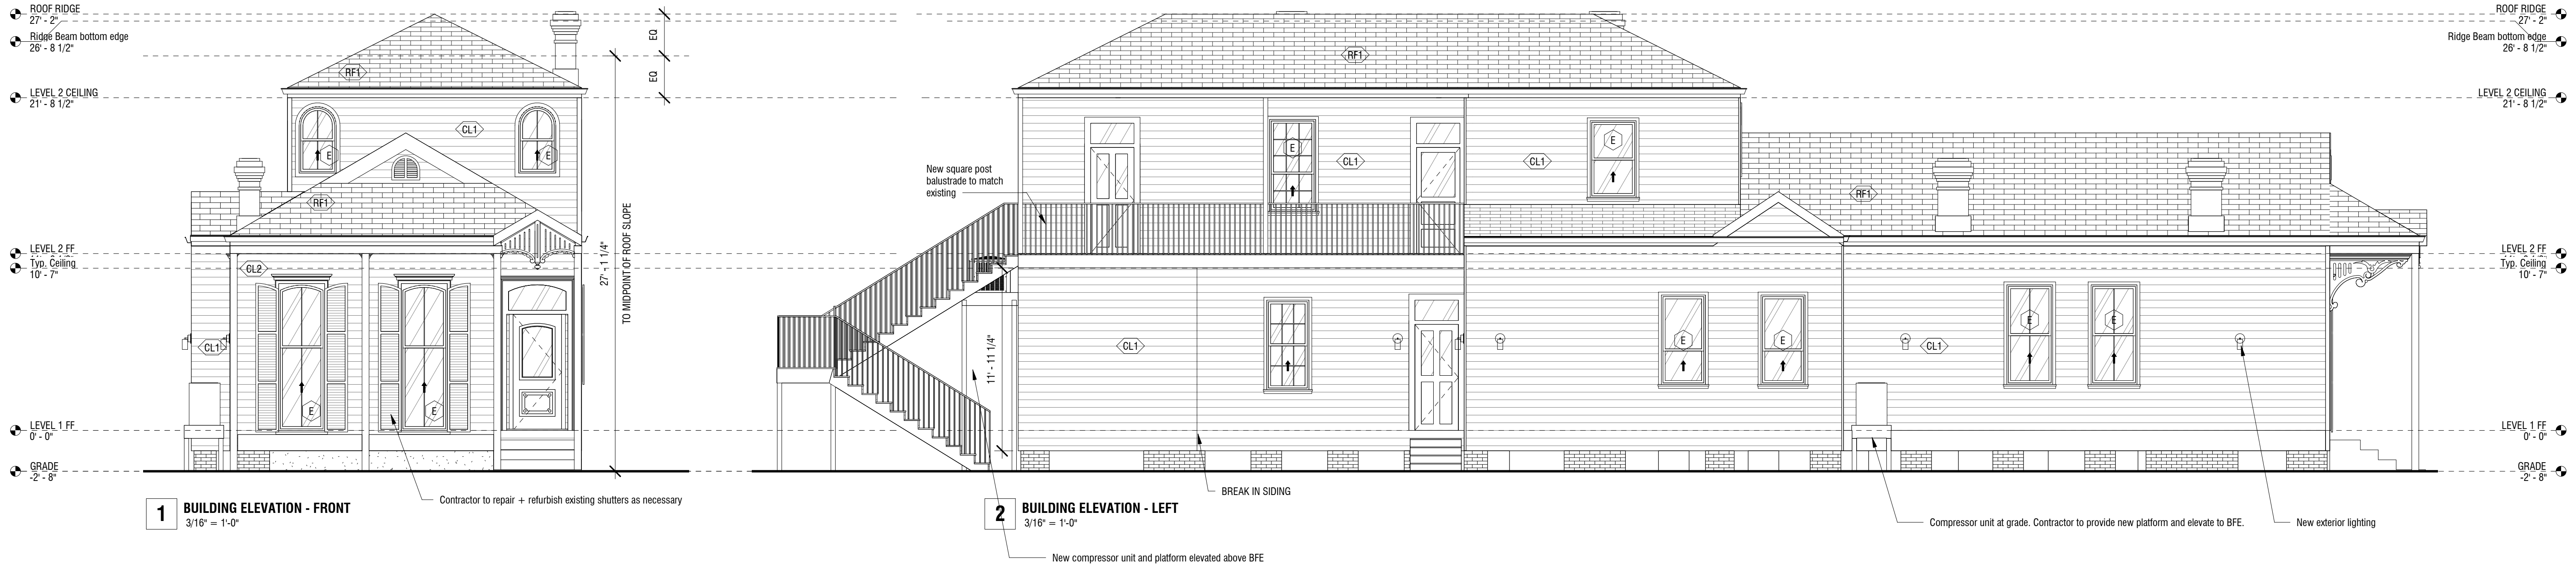 ROOF RIDGE
27' - 2"
Ridge Beam bottom edge
26' - 8 1/2"
LEVEL 2 CEILING
21' - 8 1/2"
LEVEL 2 FF
Typ. Ceiling
10' - 7"
LEVEL 1 FF
0' - 0"
GRADE
-2' - 8"
RF1
CL1
E
E
RF1
CL2
CL1
E
E
EQ
EQ
27' - 1 1/4"
TO MIDPOINT OF ROOF SLOPE
Contractor to repair + refurbish existing shutters as necessary
1
BUILDING ELEVATION - FRONT
3/16" = 1'-0"
RF1
E
CL1
CL1
E
New square post
balustrade to match
existing
RF1
11' - 11 1/4"
CL1
E
E
CL1
E
E
BREAK IN SIDING
2
BUILDING ELEVATION - LEFT
3/16" = 1'-0"
Compressor unit at grade. Contractor to provide new platform and elevate to BFE.
New exterior lighting
New compressor unit and platform elevated above BFE
ROOF RIDGE
27' - 2"
Ridge Beam bottom edge
26' - 8 1/2"
LEVEL 2 CEILING
21' - 8 1/2"
LEVEL 2 FF
Typ. Ceiling
10' - 7"
LEVEL 1 FF
0' - 0"
GRADE
-2' - 8"